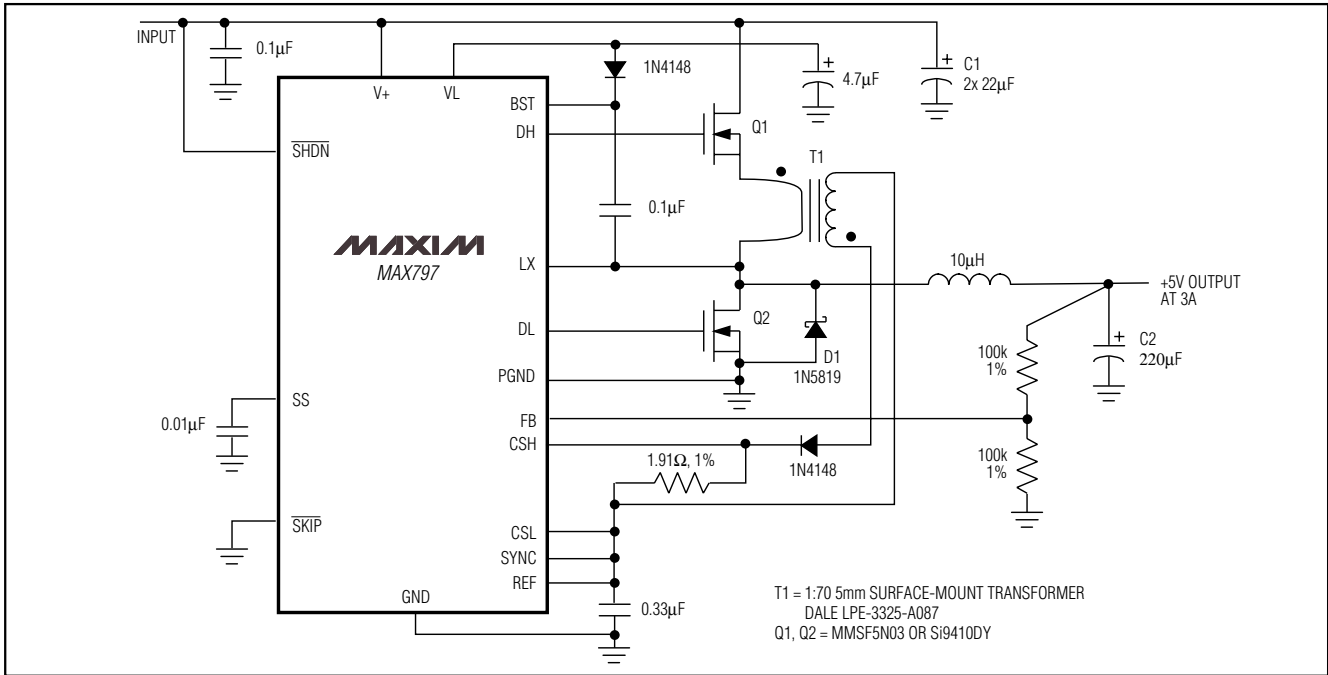 INPUT
0.1µF
V+
VL
1N4148
4.7µF
C1
2x 22µF
BST
DH
Q1
T1
SHDN
0.1µF
MAXIM
MAX797
LX
10µH
+5V OUTPUT
AT 3A
DL
Q2
D1
1N5819
C2
220µF
100k
1%
PGND
SS
0.01µF
FB
CSH
1N4148
1.91Ω, 1%
100k
1%
SKIP
CSL
SYNC
REF
GND
0.33µF
T1 = 1:70 5mm SURFACE-MOUNT TRANSFORMER
DALE LPE-3325-A087
Q1, Q2 = MMSF5N03 OR Si9410DY